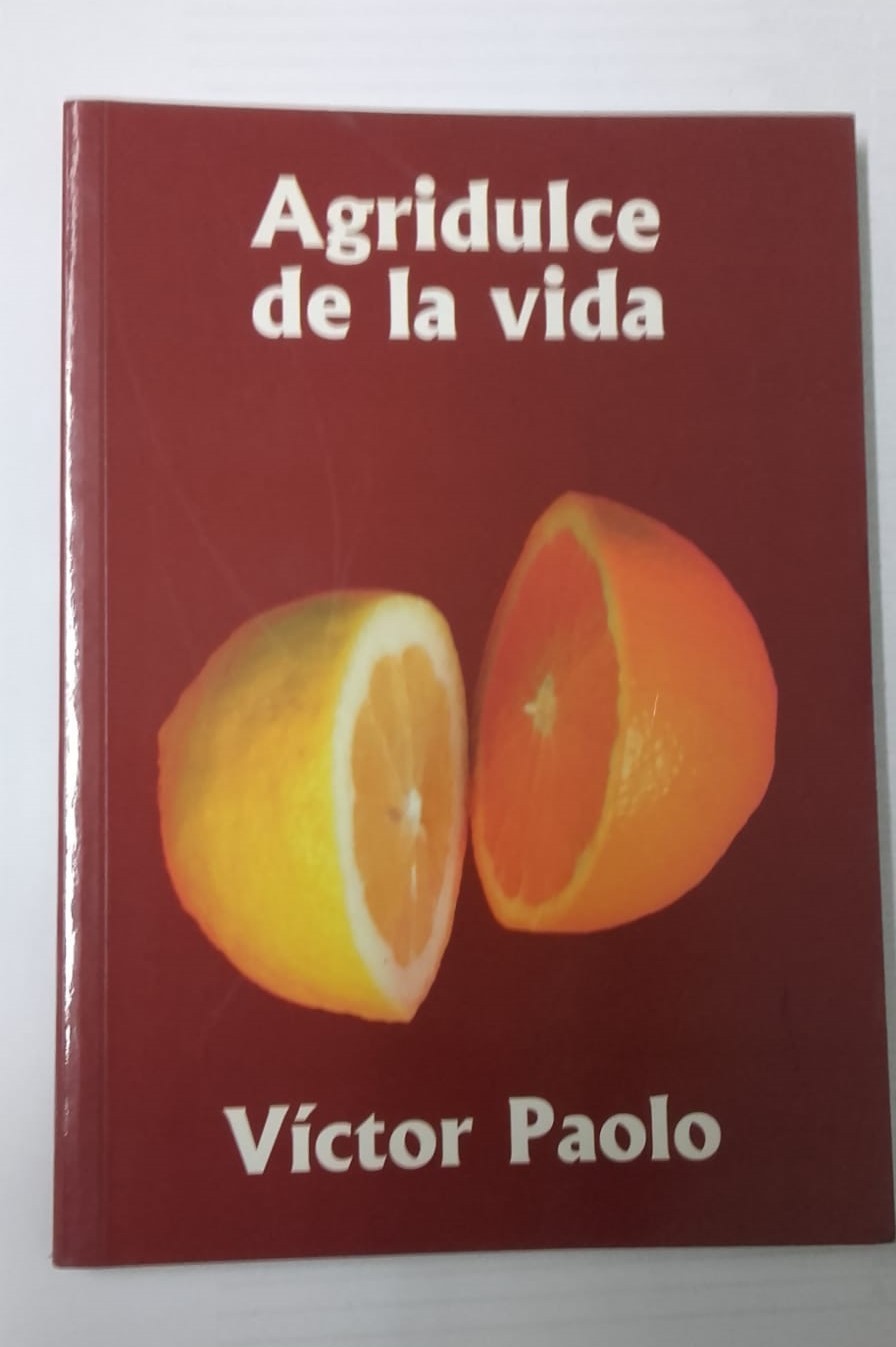 Agridulce
de la vida
Víctor Paolo